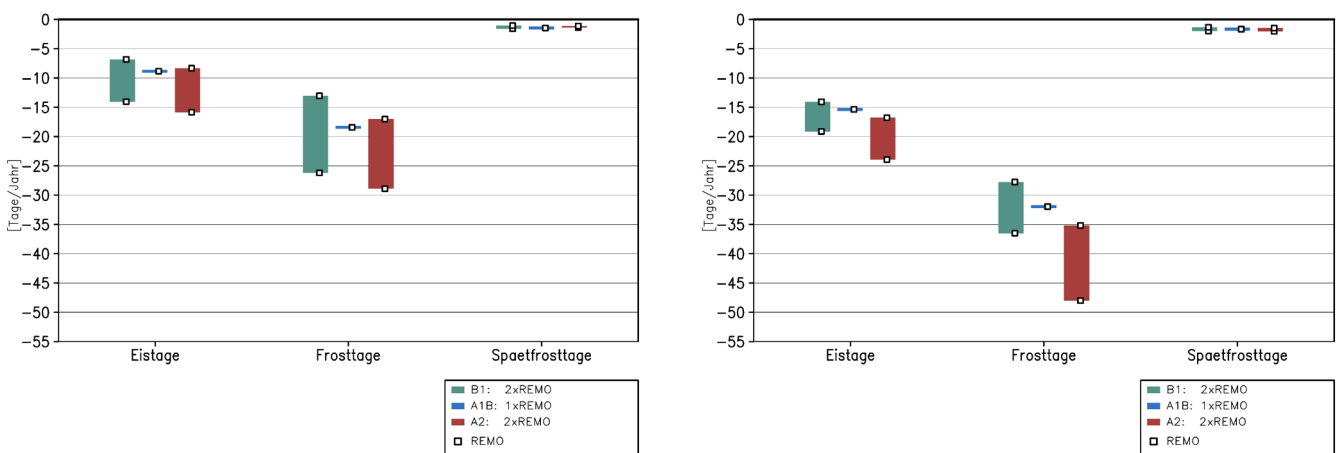 0
−5
−10
−15
−20
−25
−30
−35
−40
−45
−50
−55
[Tage/Jahr]
Eistage Frosttage Spaetfrosttage
B1: 2xREMO
A1B: 1xREMO
A2: 2xREMO
REMO
0
−5
−10
−15
−20
−25
−30
−35
−40
−45
−50
−55
[Tage/Jahr]
Eistage Frosttage Spaetfrosttage
B1: 2xREMO
A1B: 1xREMO
A2: 2xREMO
REMO